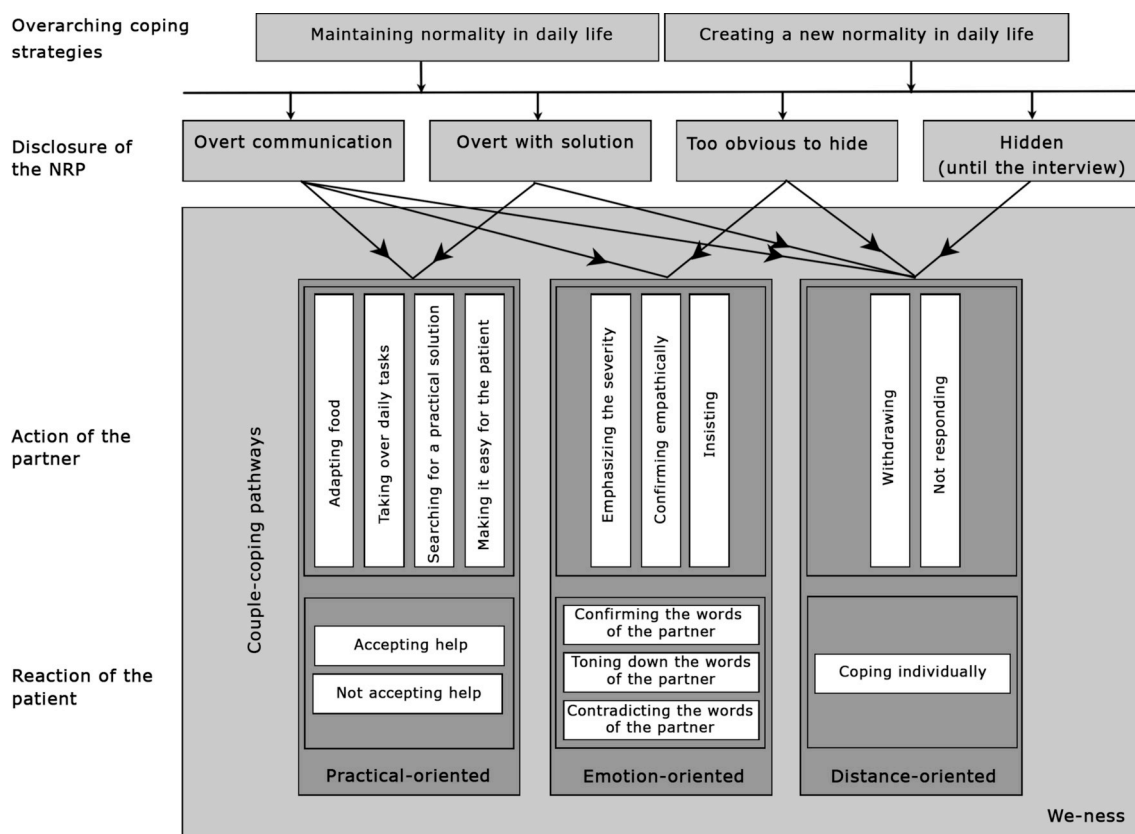 Overarching coping
strategies
Maintaining normality in daily life
Creating a new normality in daily life
Disclosure of
the NRP
Overt communication
Overt with solution
Too obvious to hide
Hidden
(until the interview)
Couple-coping pathways
Action of the
partner
Adapting food
Taking over daily tasks
Searching for a practical solution
Making it easy for the patient
Emphasizing the severity
Confirming empathically
Insisting
Withdrawing
Not responding
Reaction of the
patient
Accepting help
Not accepting help
Confirming the words
of the partner
Toning down the words
of the partner
Contradicting the words
of the partner
Coping individually
Practical-oriented
Emotion-oriented
Distance-oriented
We-ness